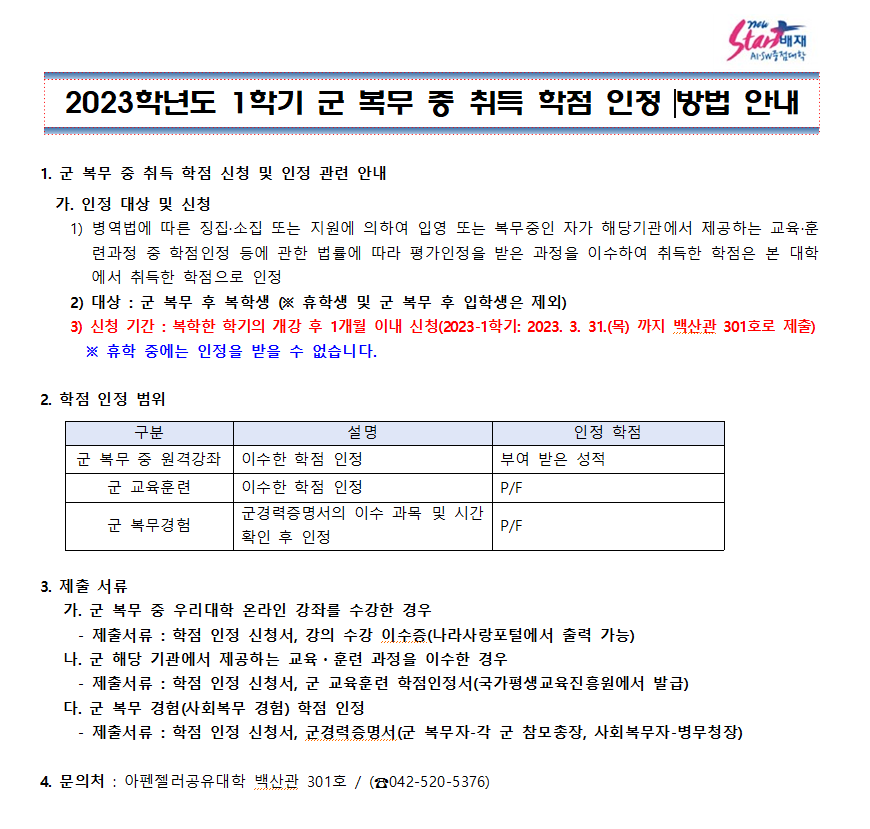 new
Start배재
AI·SW중점대학
2023학년도 1학기 군 복무 중 취득 학점 인정 방법 안내
1. 군 복무 중 취득 학점 신청 및 인정 관련 안내
가. 인정 대상 및 신청
1) 병역법에 따른 징집·소집 또는 지원에 의하여 입영 또는 복무중인 자가 해당기관에서 제공하는 교육·훈
련과정 중 학점인정 등에 관한 법률에 따라 평가인정을 받은 과정을 이수하여 취득한 학점은 본 대학
에서 취득한 학점으로 인정
2) 대상 : 군 복무 후 복학생 (※ 휴학생 및 군 복무 후 입학생은 제외)
3) 신청 기간 : 복학한 학기의 개강 후 1개월 이내 신청(2023-1학기: 2023. 3. 31.(목) 까지 백산관 301호로 제출)
※ 휴학 중에는 인정을 받을 수 없습니다.
2. 학점 인정 범위
구분 설명 인정 학점
군 복무 중 원격강좌 이수한 학점 인정 부여 받은 성적
군 교육훈련 이수한 학점 인정 P/F
군 복무경험 군경력증명서의 이수 과목 및 시간 P/F
확인 후 인정
3. 제출 서류
가. 군 복무 중 우리대학 온라인 강좌를 수강한 경우
- 제출서류 : 학점 인정 신청서, 강의 수강 이수증(나라사랑포털에서 출력 가능)
나. 군 해당 기관에서 제공하는 교육·훈련 과정을 이수한 경우
- 제출서류 : 학점 인정 신청서, 군 교육훈련 학점인정서(국가평생교육진흥원에서 발급)
다. 군 복무 경험(사회복무 경험) 학점 인정
- 제출서류 : 학점 인정 신청서, 군경력증명서(군 복무자-각 군 참모총장, 사회복무자-병무청장)
4. 문의처 : 아펜젤러공유대학 백산관 301호 / (☎042-520-5376)